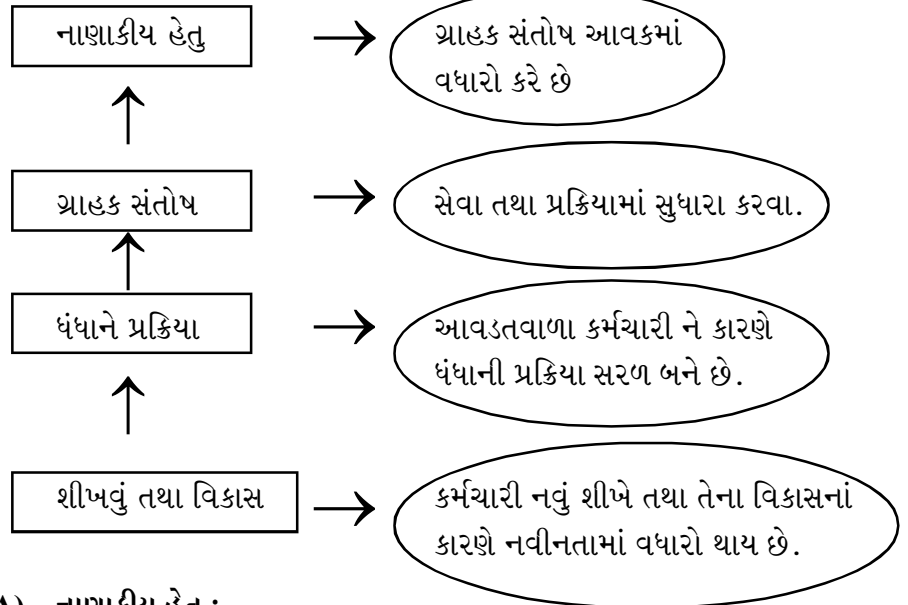 નાણાકીય હેતુ
ગ્રાહક સંતોષ આવકમાં
વધારો કરે છે
ગ્રાહક સંતોષ
સેવા તથા પ્રક્રિયામાં સુધારા કરવા.
ધંધાને પ્રક્રિયા
આવડતવાળા કર્મચારી ને કારણે
ધંધાની પ્રક્રિયા સરળ બને છે.
શીખવું તથા વિકાસ
કર્મચારી નવું શીખે તથા તેના વિકાસનાં
કારણે નવીનતામાં વધારો થાય છે.
A) નાણાકીય હેતુ :